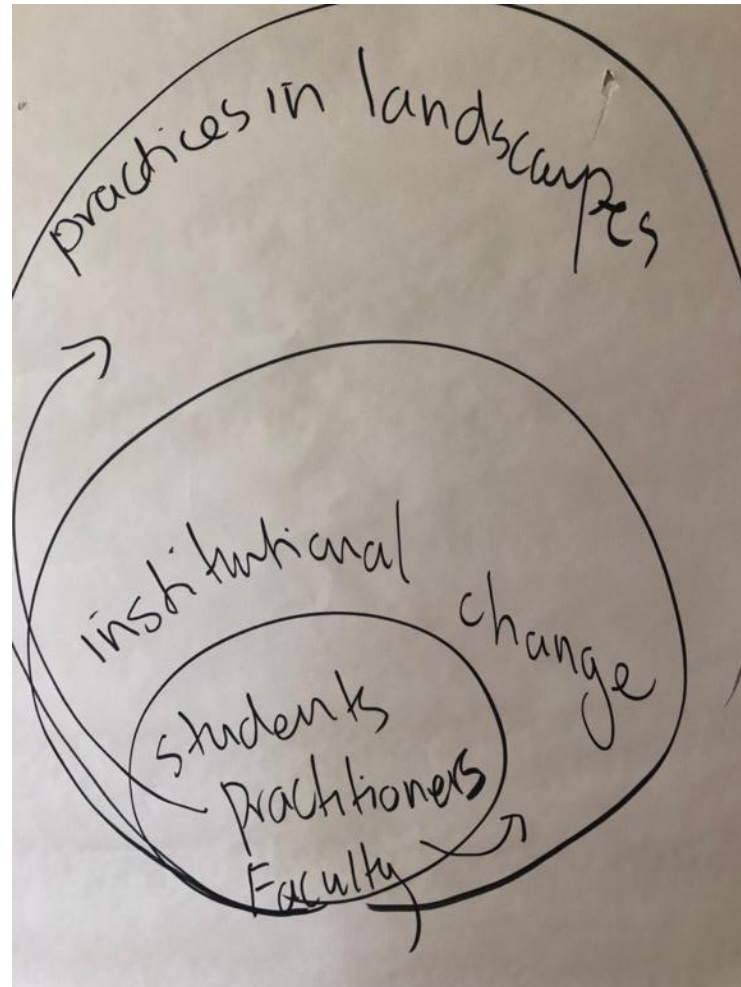 practices in landscapes
institutional change
students
practitioners
Faculty